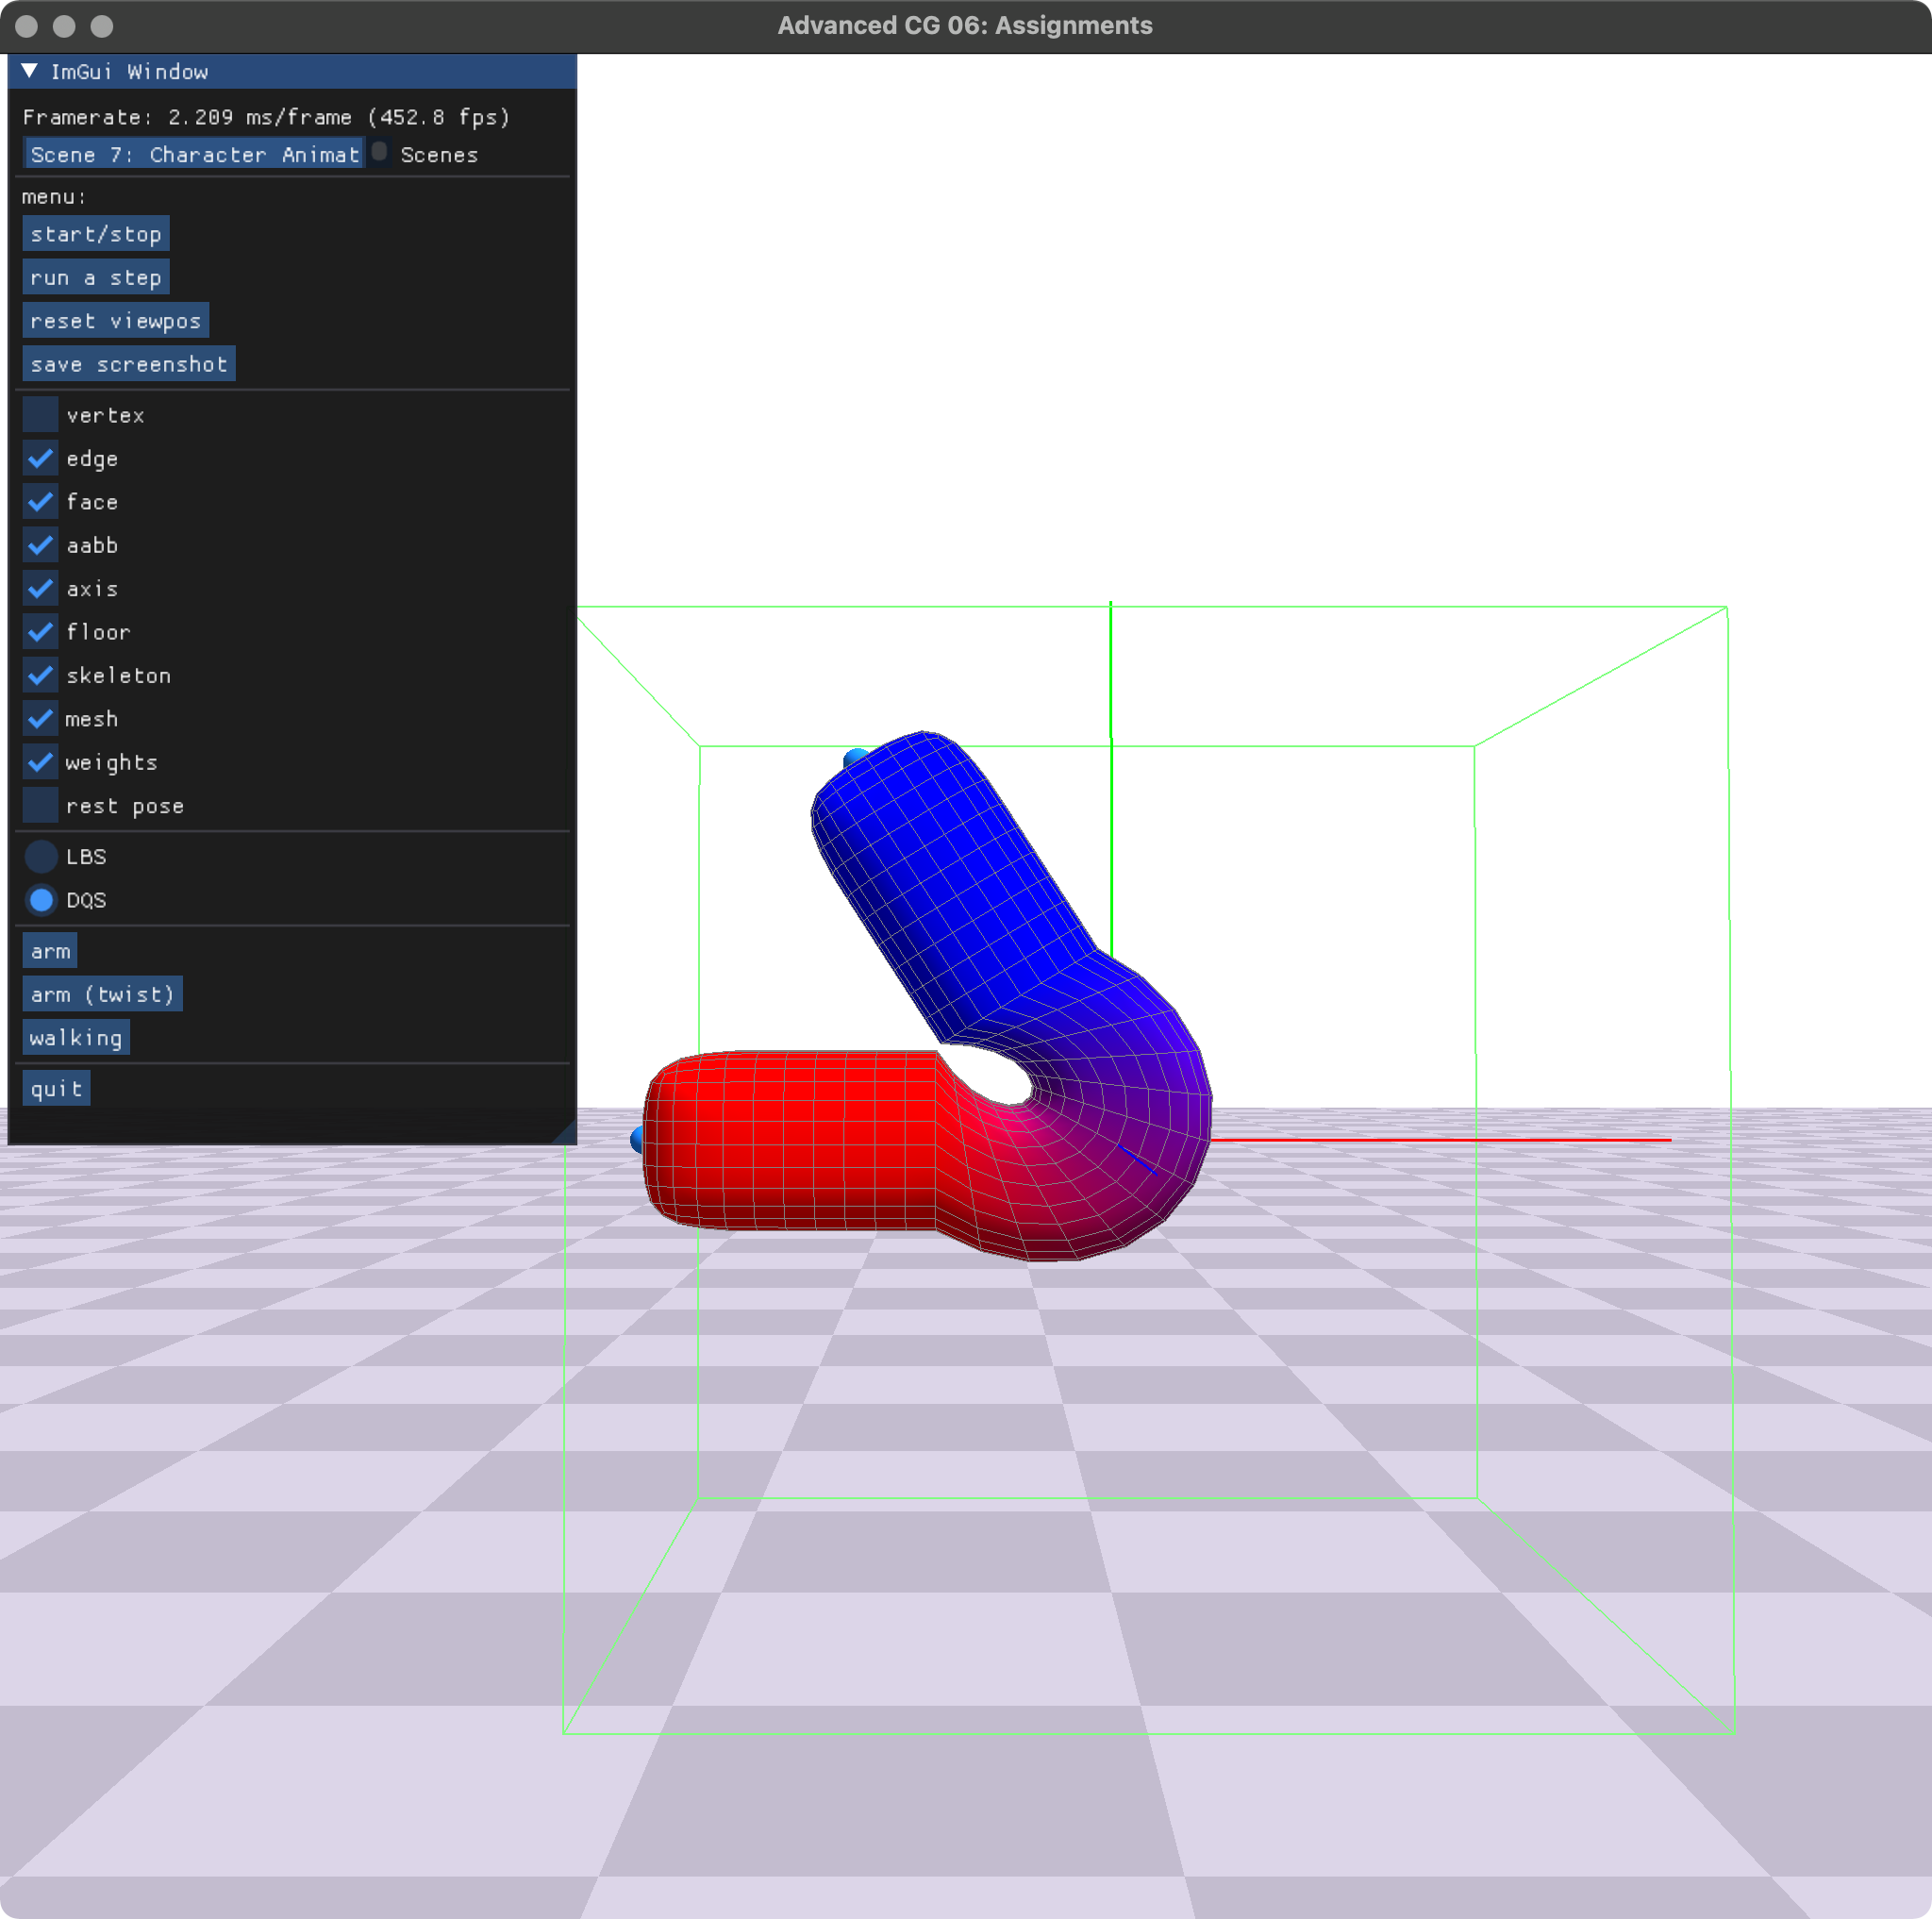 Advanced CG 06: Assignments
ImGui Window
Framerate: 2.209 ms/frame (452.8 fps)
Scene 7: Character Animat Scenes
menu:
start/stop
run a step
reset viewpos
save screenshot
vertex
edge
face
aabb
axis
floor
skeleton
mesh
weights
rest pose
LBS
DQS
arm
arm (twist)
walking
quit